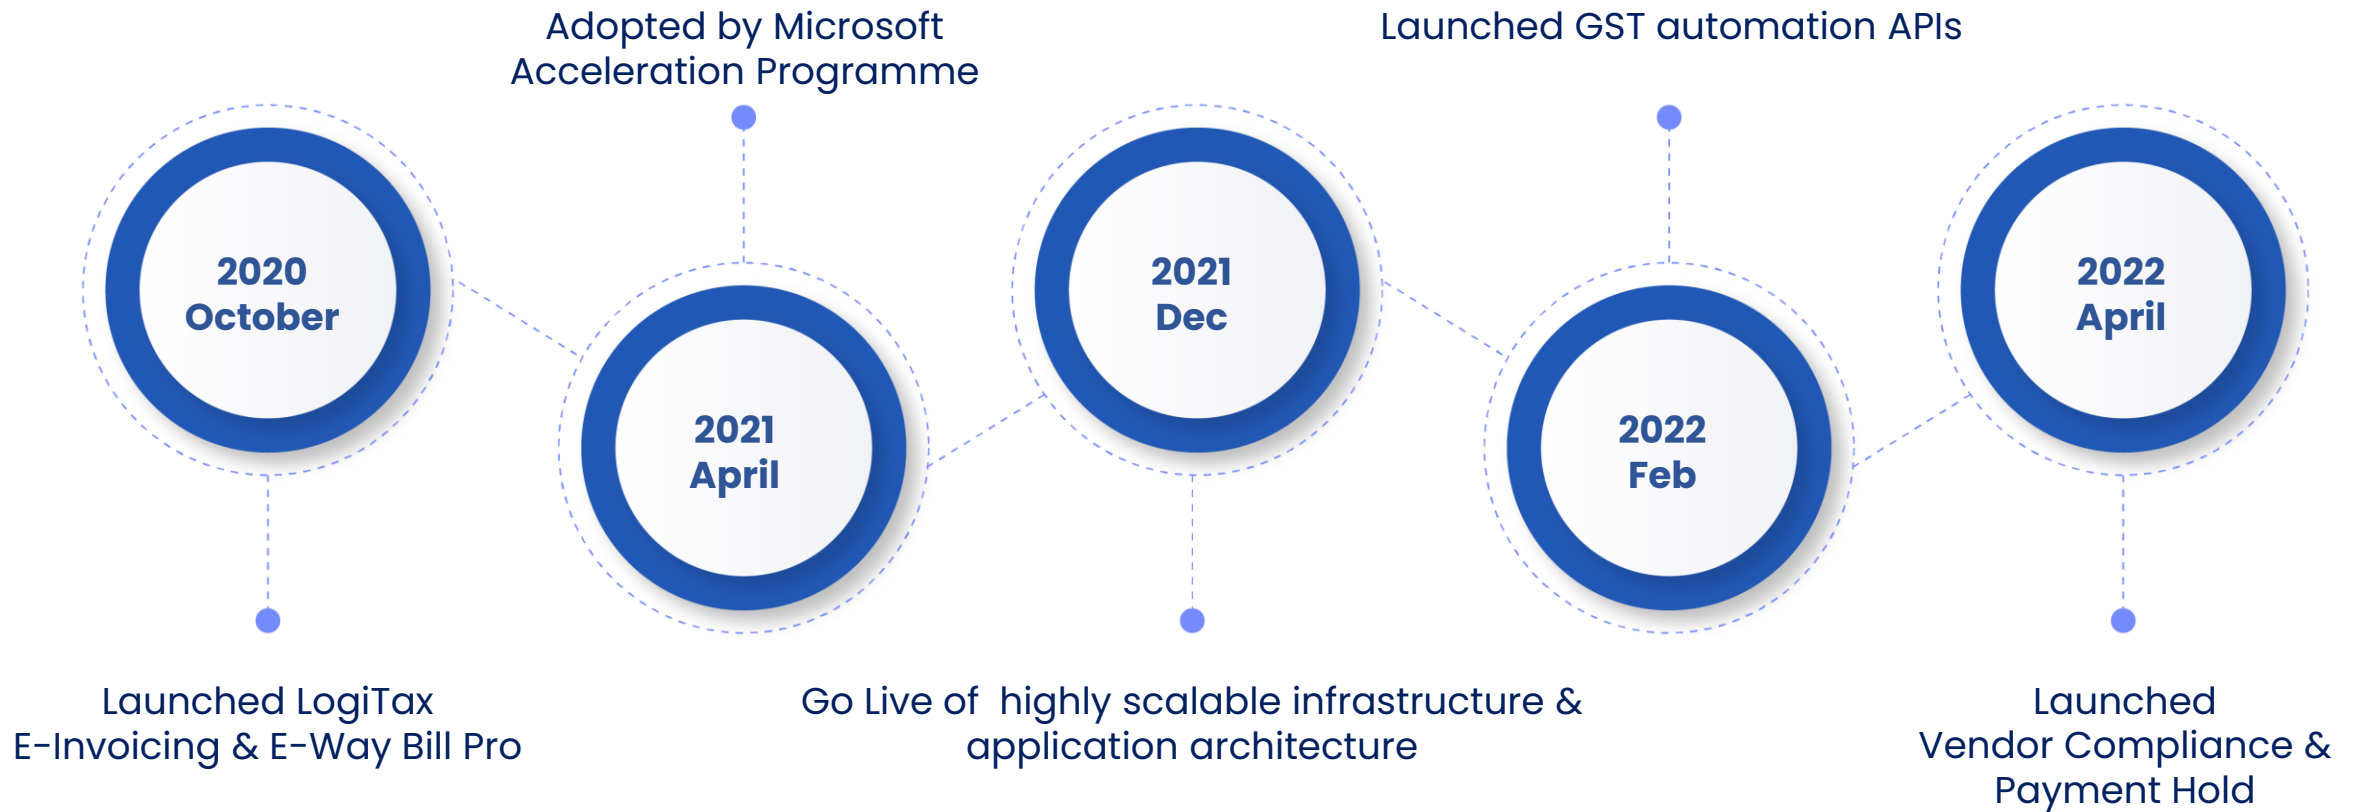 Adopted by Microsoft
Acceleration Programme
Launched GST automation APIs
2020
October
2021
April
2021
Dec
2022
Feb
2022
April
Launched LogiTax
E-Invoicing & E-Way Bill Pro
Go Live of  highly scalable infrastructure &
application architecture
Launched
Vendor Compliance &
Payment Hold